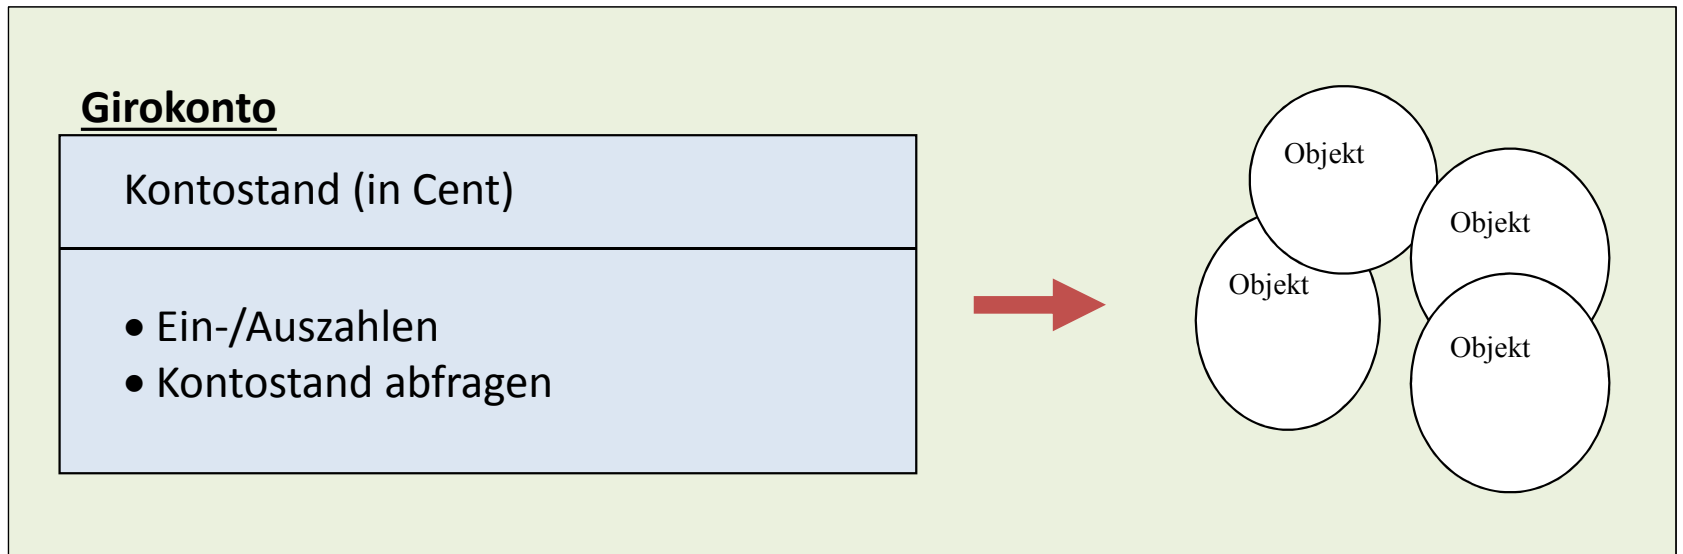 Girokonto
Kontostand (in Cent)
• Ein-/Auszahlen
• Kontostand abfragen
Objekt
Objekt
Objekt
Objekt